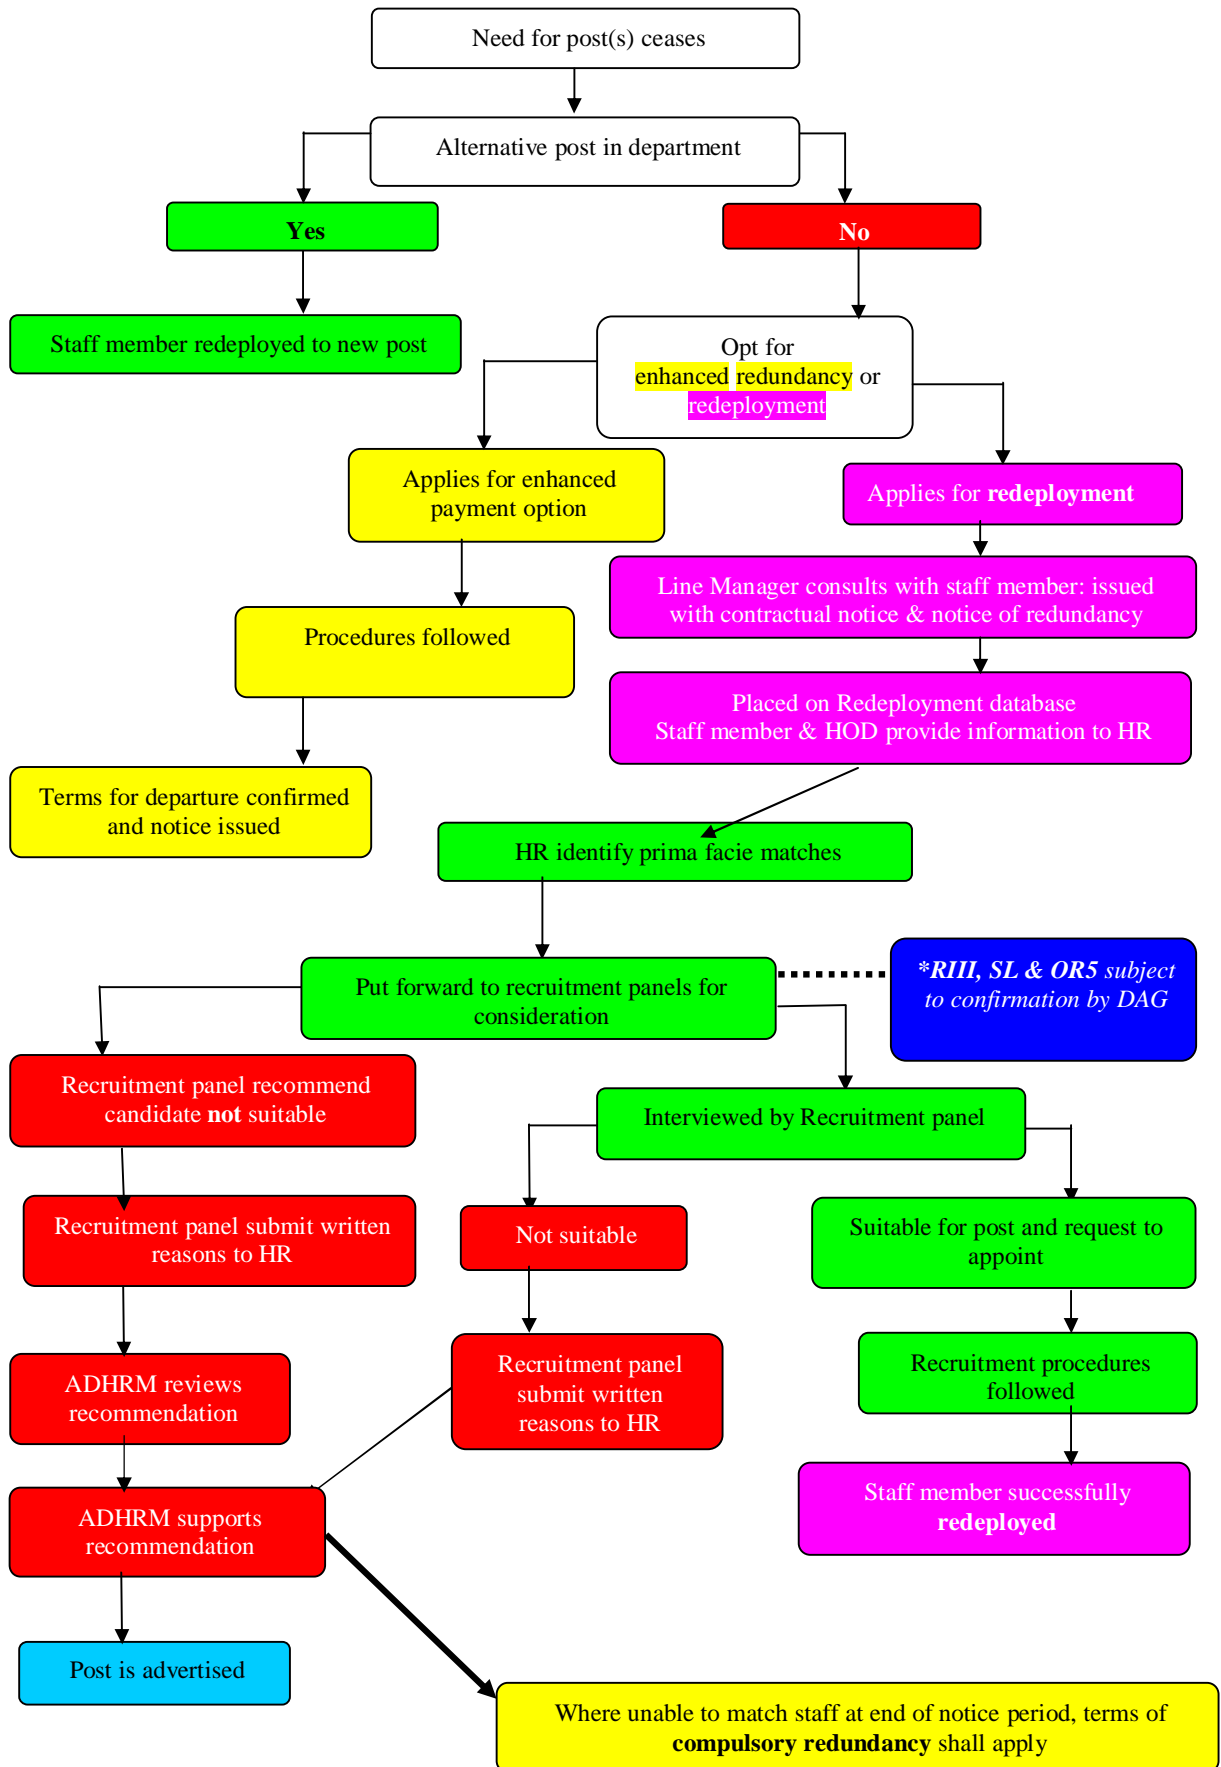 Need for post(s) ceases
Alternative post in department
Yes
No
Staff member redeployed to new post
Opt for
enhanced redundancy or
redeployment
Applies for enhanced
payment option
Applies for redeployment
Line Manager consults with staff member: issued
with contractual notice & notice of redundancy
Procedures followed
Placed on Redeployment database
Staff member & HOD provide information to HR
Terms for departure confirmed
and notice issued
HR identify prima facie matches
Put forward to recruitment panels for
consideration
*RIII, SL & OR5 subject
to confirmation by DAG
Recruitment panel recommend
candidate not suitable
Interviewed by Recruitment panel
Recruitment panel submit written
reasons to HR
Not suitable
Suitable for post and request to
appoint
Recruitment panel
submit written
reasons to HR
Recruitment procedures
followed
ADHRM reviews
recommendation
Staff member successfully
redeployed
ADHRM supports
recommendation
Post is advertised
Where unable to match staff at end of notice period, terms of
compulsory redundancy shall apply